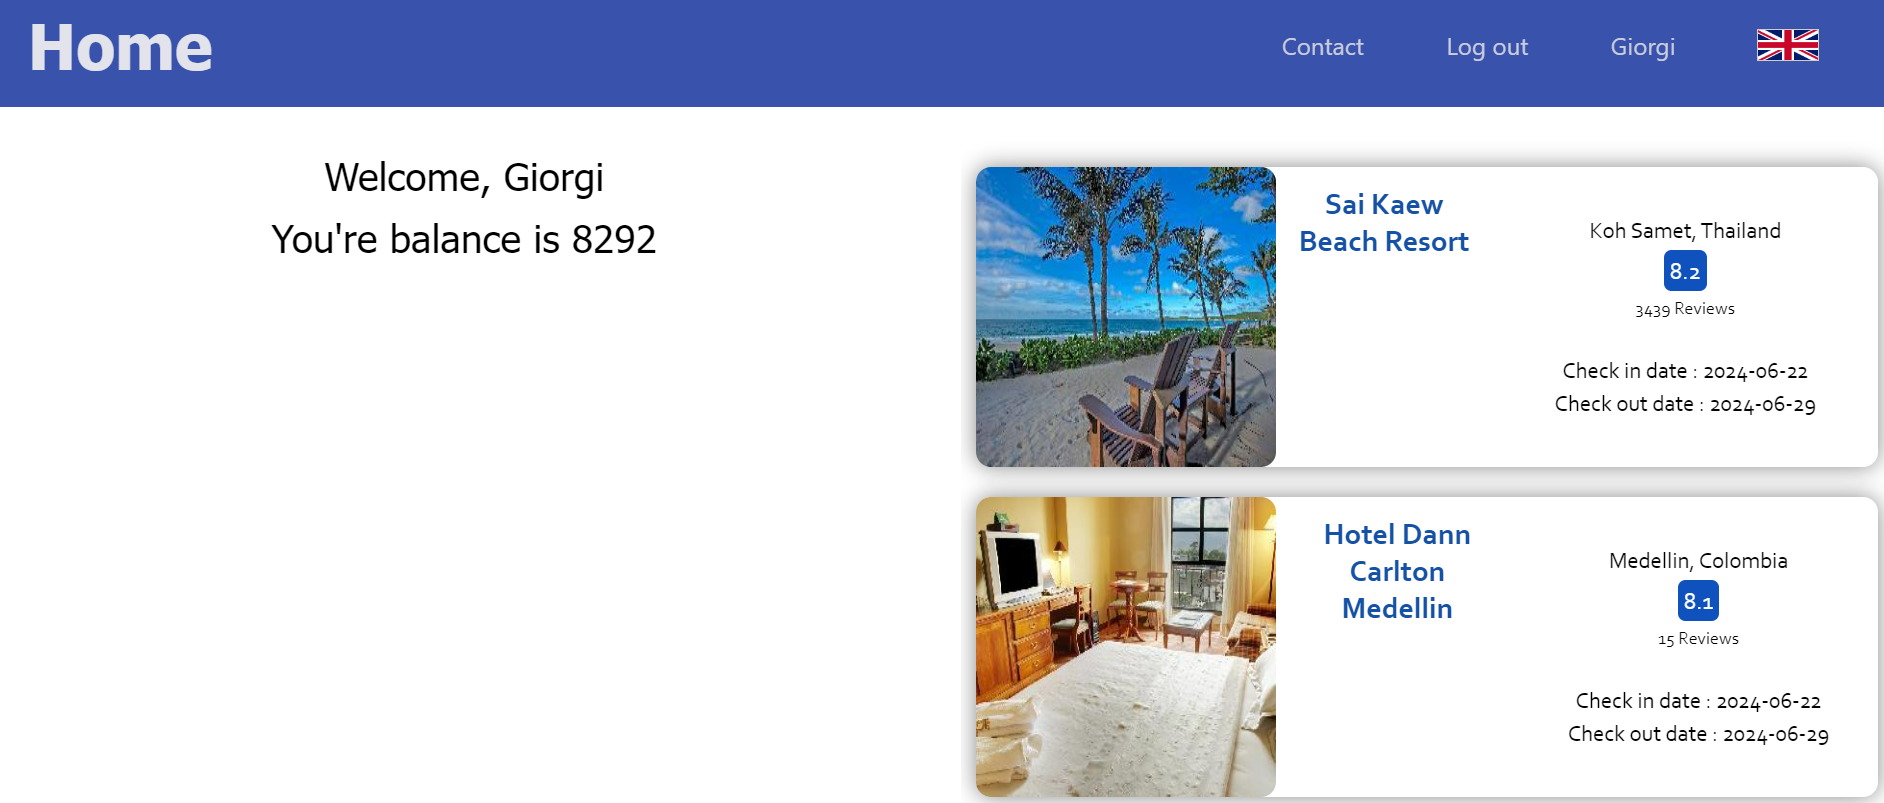 Home
Contact
Log out
Giorgi
Welcome, Giorgi
You're balance is 8292
Sai Kaew
Beach Resort
Koh Samet, Thailand
8.2
3439 Reviews
Check in date : 2024-06-22
Check out date : 2024-06-29
Hotel Dann
Carlton
Medellin
Medellin, Colombia
8.1
15 Reviews
Check in date : 2024-06-22
Check out date : 2024-06-29